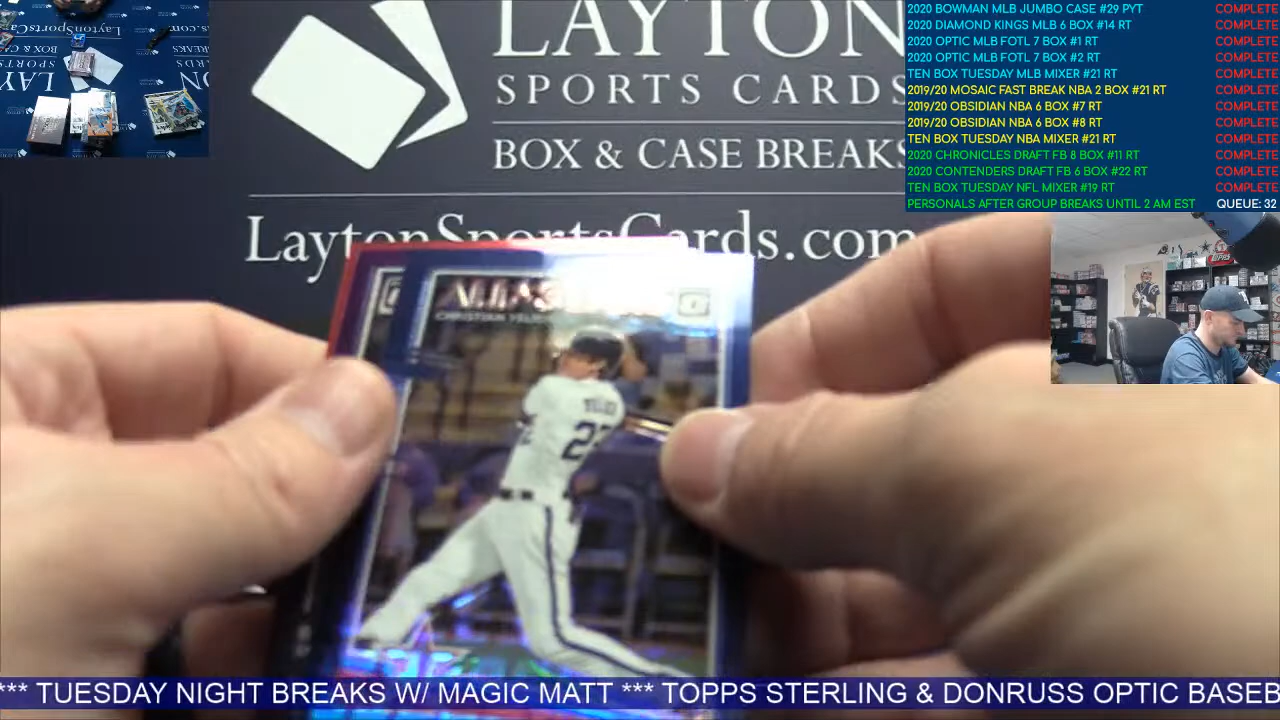 LAYTON
SPORTS CARDS
BOX & CASE BREAKS
LaytonSportsCards.com
2020 BOWMAN MLB JUMBO CASE #29 PYT COMPLETE
2020 DIAMOND KINGS MLB 6 BOX #14 RT COMPLETE
2020 OPTIC MLB FOTL 7 BOX #1 RT COMPLETE
2020 OPTIC MLB FOTL 7 BOX #2 RT COMPLETE
TEN BOX TUESDAY MLB MIXER #21 RT COMPLETE
2019/20 MOSAIC FAST BREAK NBA 2 BOX #21 RT COMPLETE
2019/20 OBSIDIAN NBA 6 BOX #7 RT COMPLETE
2019/20 OBSIDIAN NBA 6 BOX #8 RT COMPLETE
TEN BOX TUESDAY NBA MIXER #21 RT COMPLETE
2020 CHRONICLES DRAFT FB 8 BOX #11 RT COMPLETE
2020 CONTENDERS DRAFT FB 6 BOX #22 RT COMPLETE
TEN BOX TUESDAY NFL MIXER #19 RT COMPLETE
PERSONALS AFTER GROUP BREAKS UNTIL 2 AM EST QUEUE: 32
CHRISTIAN
22
*** TUESDAY NIGHT BREAKS W/ MAGIC MATT *** TOPPS STERLING & DONRUSS OPTIC BASEB